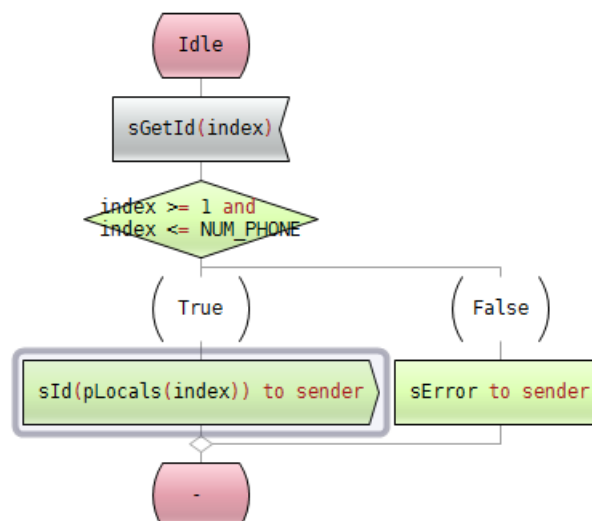 Idle
sGetId(index)
index >= 1 and
index <= NUM_PHONE
True
False
sId(pLocals(index)) to sender
sError to sender
-